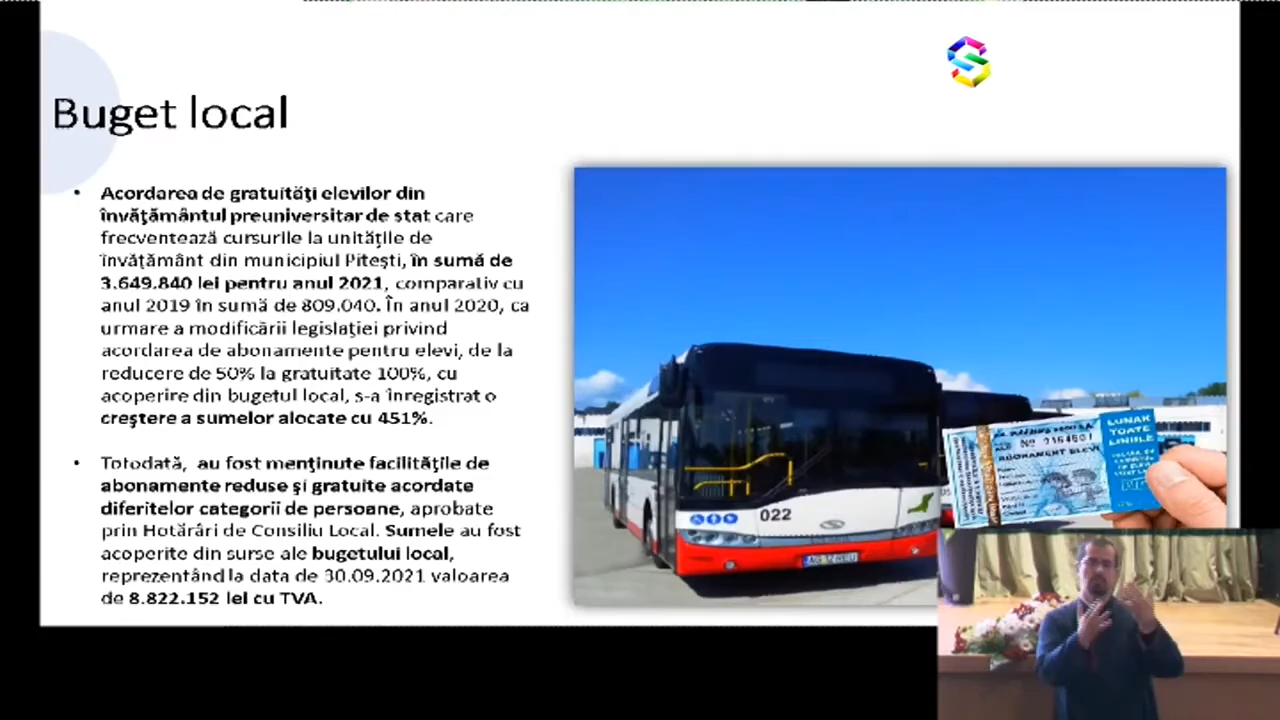 Buget local
• Acordarea de gratuități elevilor din
învățământul preuniversitar de stat care
frecventează cursurile la unitățile de
învățământ din municipiul Pitești, în sumă de
3.649.840 lei pentru anul 2021, comparativ cu
anul 2019 în sumă de 809.040. În anul 2020, ca
urmare a modificării legislației privind
acordarea de abonamente pentru elevi, de la
reducere de 50% la gratuitate 100%, cu
acoperire din bugetul local, s-a înregistrat o
creștere a sumelor alocate cu 451%.
• Totodată, au fost menținute facilitățile de
abonamente reduse și gratuite acordate
diferitelor categorii de persoane, aprobate
prin Hotărâri de Consiliu Local. Sumele au fost
acoperite din surse ale bugetului local,
reprezentând la data de 30.09.2021 valoarea
de 8.822.152 lei cu TVA.
022
ABONAMENT ELEVI
LUNAR
TOATE
LINIILE